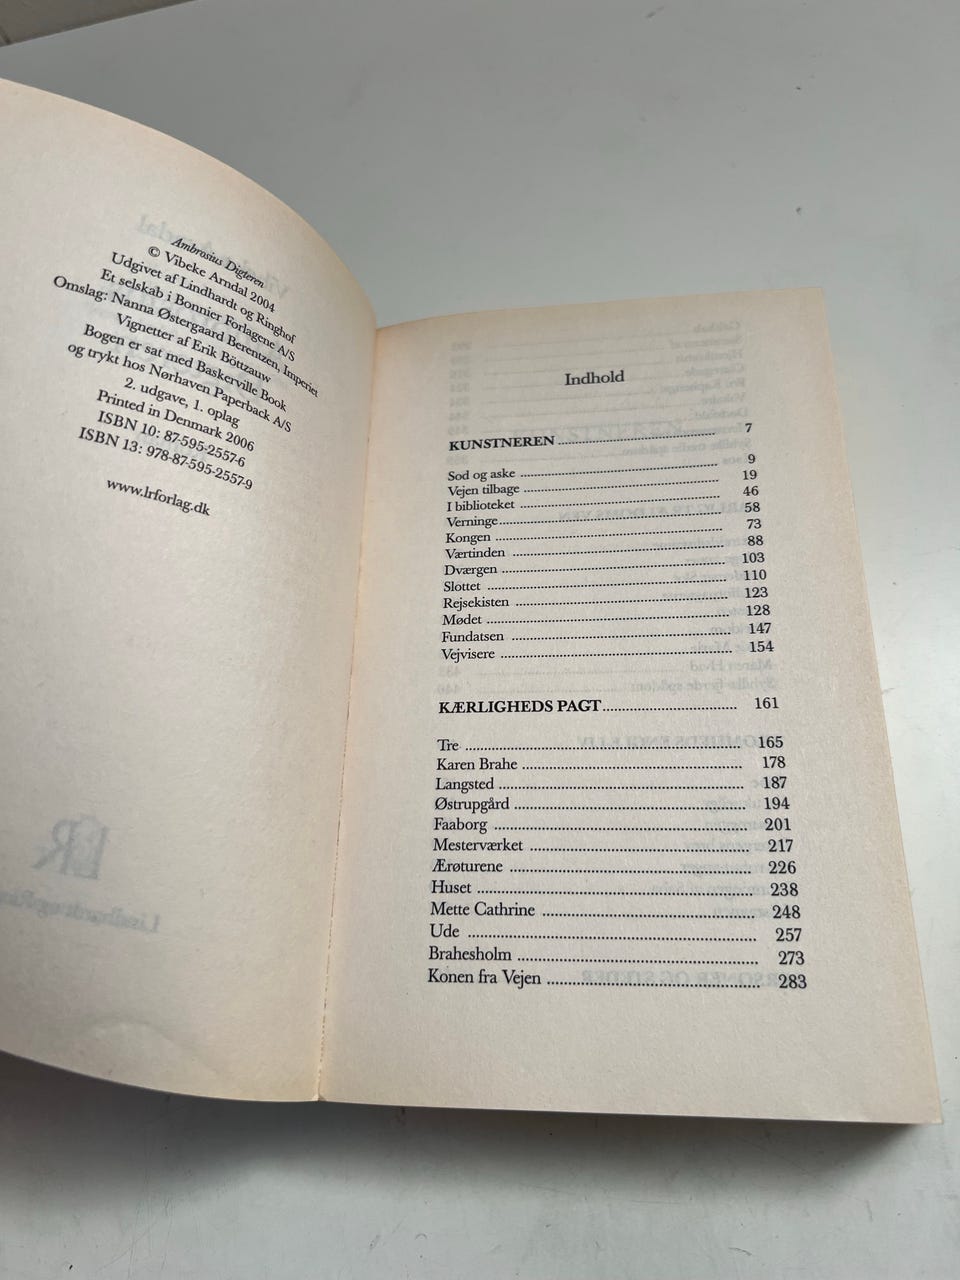 Ambrosius Digteren
© Vibeke Arndal 2004
Udgivet af Lindhardt og Ringhof
Et selskab i Bonnier Forlagene A/S
Omslag: Nanna Østergaard Berentzen, Imperiet
Vignetter af Erik Böttzauw
Bogen er sat med Baskerville Book
og trykt hos Nørhaven Paperback A/S
2. udgave, 1. oplag
Printed in Denmark 2006
ISBN 10: 87-595-2557-6
ISBN 13: 978-87-595-2557-9
www.lrforlag.dk
Indhold
KUNSTNEREN 7
Sod og aske 9
Vejen tilbage 19
I biblioteket 46
Verninge 58
Kongen 73
Værtinden 88
Dværgen 103
Slottet 110
Rejsekisten 123
Mødet 128
Fundatsen 147
Vejvisere 154
KÆRLIGHEDS PAGT 161
Tre 165
Karen Brahe 178
Langsted 187
Østrupgård 194
Faaborg 201
Mesterværket 217
Ærøturene 226
Huset 238
Mette Cathrine 248
Ude 257
Brahesholm 273
Konen fra Vejen 283